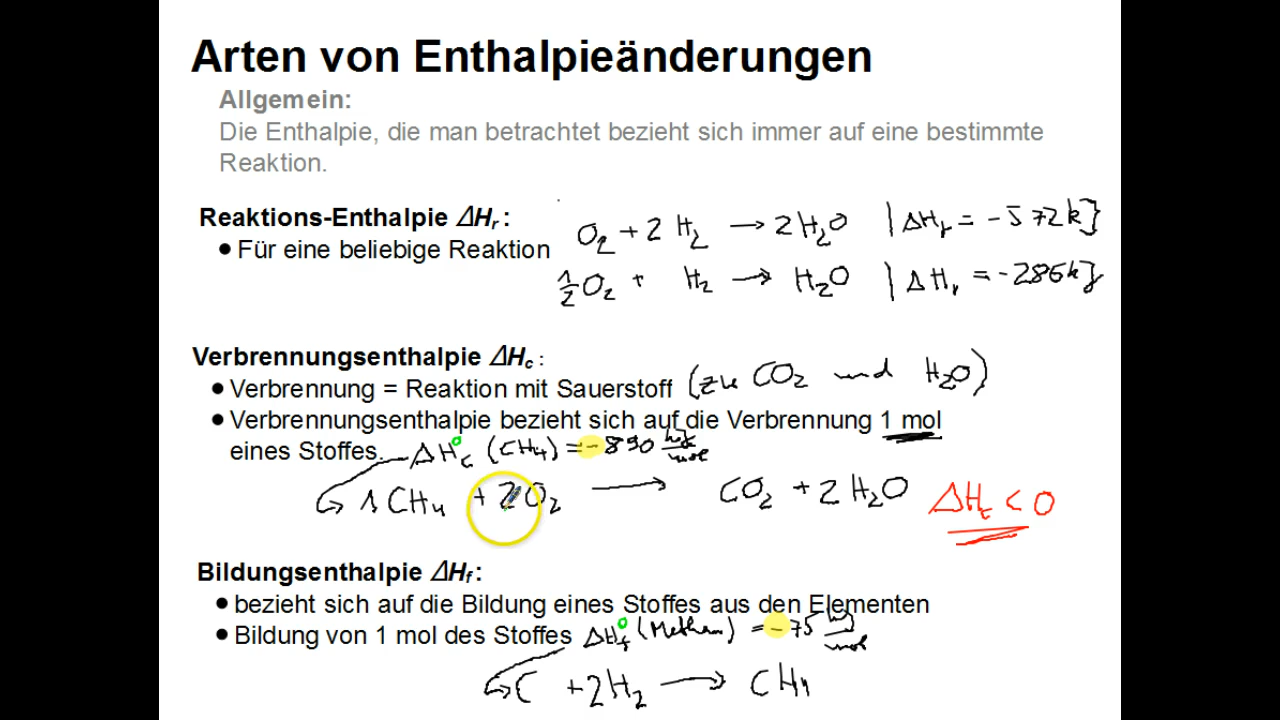 Arten von Enthalpieänderungen
Allgemein:
Die Enthalpie, die man betrachtet bezieht sich immer auf eine bestimmte
Reaktion.
Reaktions-Enthalpie ΔHr:
O2 + 2 H2 → 2 H2O | ΔHr = -572 kJ
● Für eine beliebige Reaktion
1/2 O2 + H2 → H2O | ΔHr = -286 kJ
Verbrennungsenthalpie ΔHc :
● Verbrennung = Reaktion mit Sauerstoff (zu CO2 und H2O)
● Verbrennungsenthalpie bezieht sich auf die Verbrennung 1 mol
eines Stoffes. ΔHc° (CH4) = -890 kJ/mol
1 CH4 + 2 O2 → CO2 + 2 H2O ΔHc < 0
Bildungsenthalpie ΔHf:
● bezieht sich auf die Bildung eines Stoffes aus den Elementen
● Bildung von 1 mol des Stoffes ΔHf° (Methan) = -75 kJ/mol
C + 2H2 → CH4